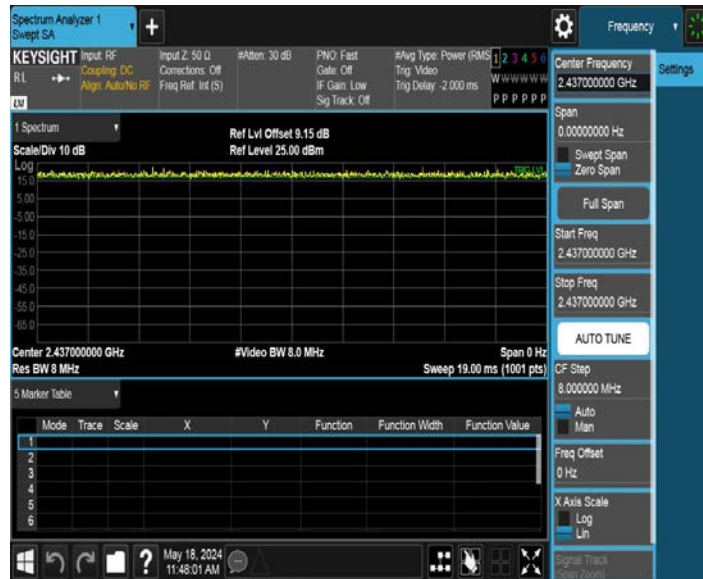 Spectrum Analyzer 1
Swept SA
+
Frequency
KEYSIGHT
RL
LXI
Input: RF
Coupling: DC
Align: Auto/No RF
Input Z: 50 Ω
Corrections: Off
Freq Ref: Int (S)
#Atten: 30 dB
PNO: Fast
Gate: Off
IF Gain: Low
Sig Track: Off
#Avg Type: Power (RMS
Trig: Video
Trig Delay: -2.000 ms
1 2 3 4 5 6
W W W W W W
P P P P P P
1 Spectrum
Scale/Div 10 dB
Ref Lvl Offset 9.15 dB
Ref Level 25.00 dBm
Log
TRIG LVL
15.0
5.00
-5.00
-15.0
-25.0
-35.0
-45.0
-55.0
-65.0
Center 2.437000000 GHz
#Video BW 8.0 MHz
Span 0 Hz
Res BW 8 MHz
Sweep 19.00 ms (1001 pts)
5 Marker Table
Mode Trace Scale X Y Function Function Width Function Value
1
2
3
4
5
6
?
May 18, 2024
11:48:01 AM
Center Frequency
2.437000000 GHz
Settings
Span
0.00000000 Hz
Swept Span
Zero Span
Full Span
Start Freq
2.437000000 GHz
Stop Freq
2.437000000 GHz
AUTO TUNE
CF Step
8.000000 MHz
Auto
Man
Freq Offset
0 Hz
X Axis Scale
Log
Lin
Signal Track
(Span Zoom)